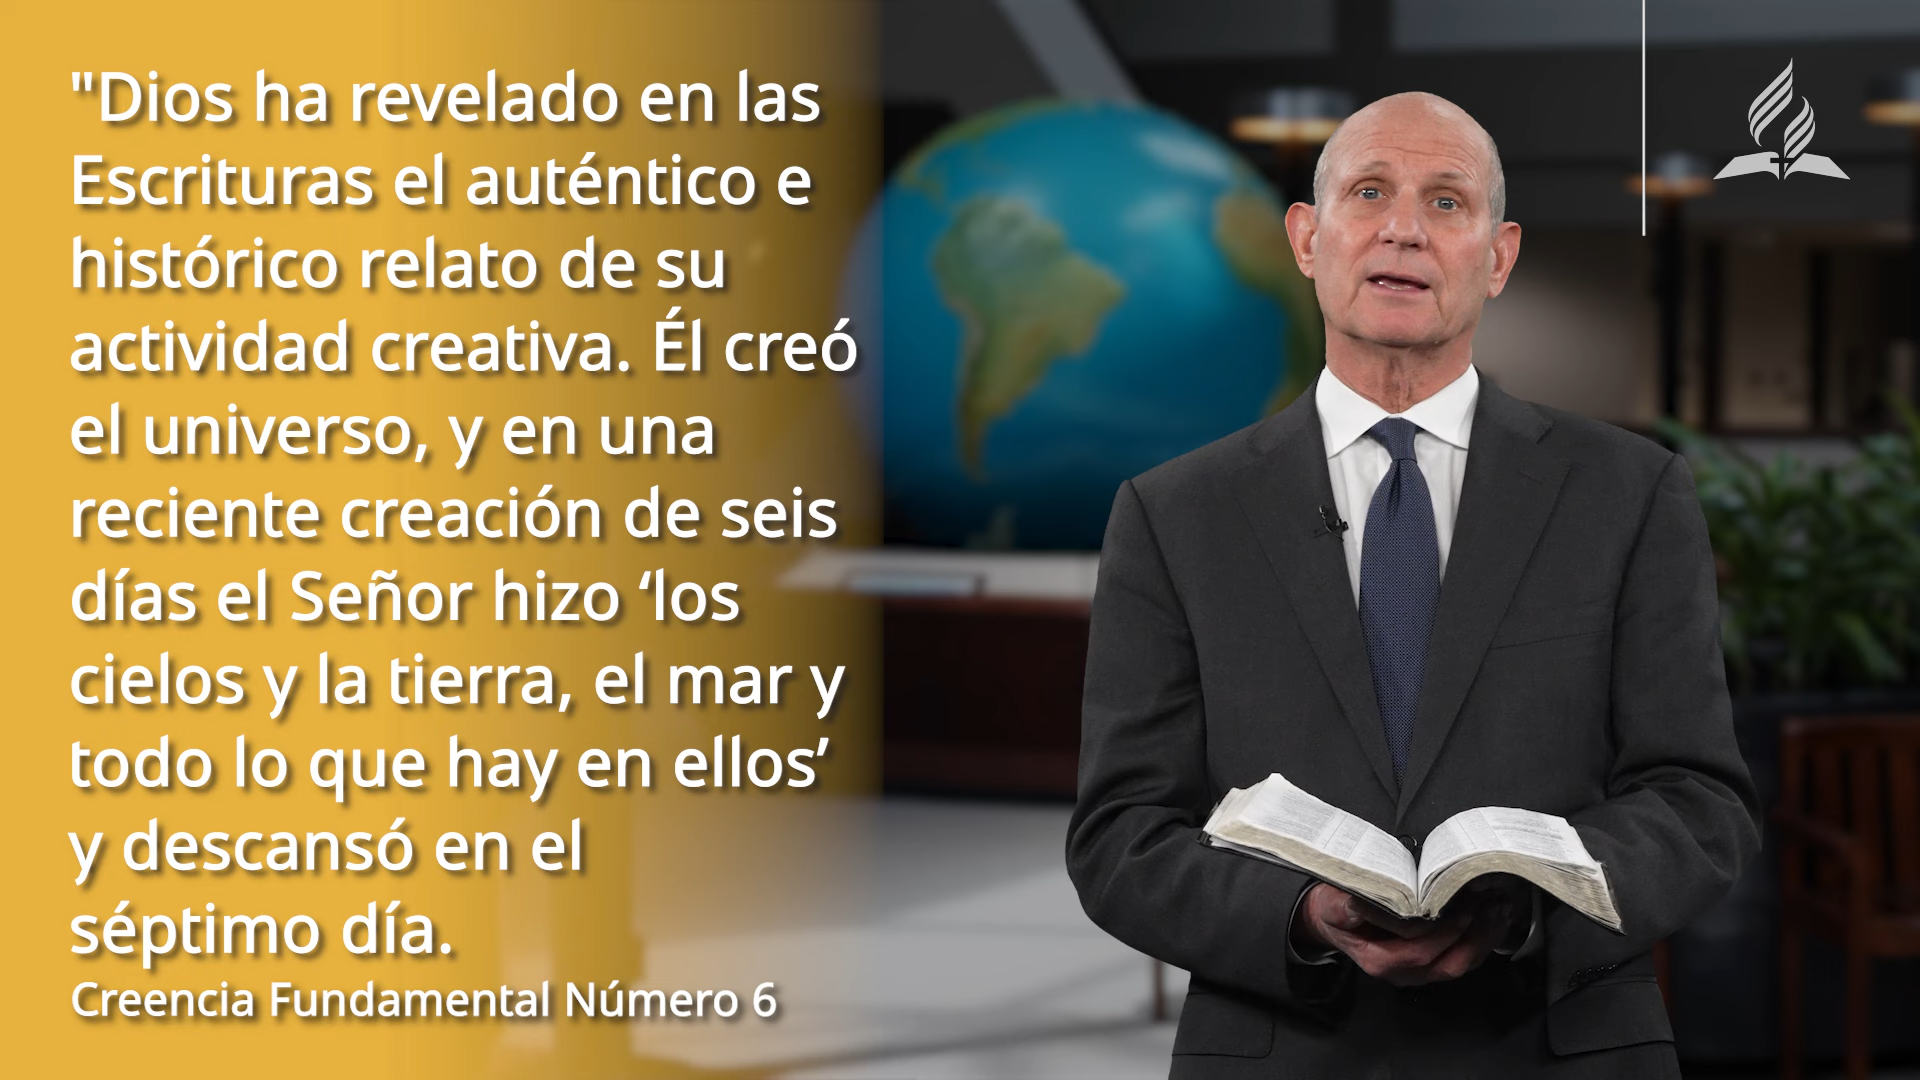 "Dios ha revelado en las
Escrituras el auténtico e
histórico relato de su
actividad creativa. Él creó
el universo, y en una
reciente creación de seis
días el Señor hizo ‘los
cielos y la tierra, el mar y
todo lo que hay en ellos’
y descansó en el
séptimo día.
Creencia Fundamental Número 6